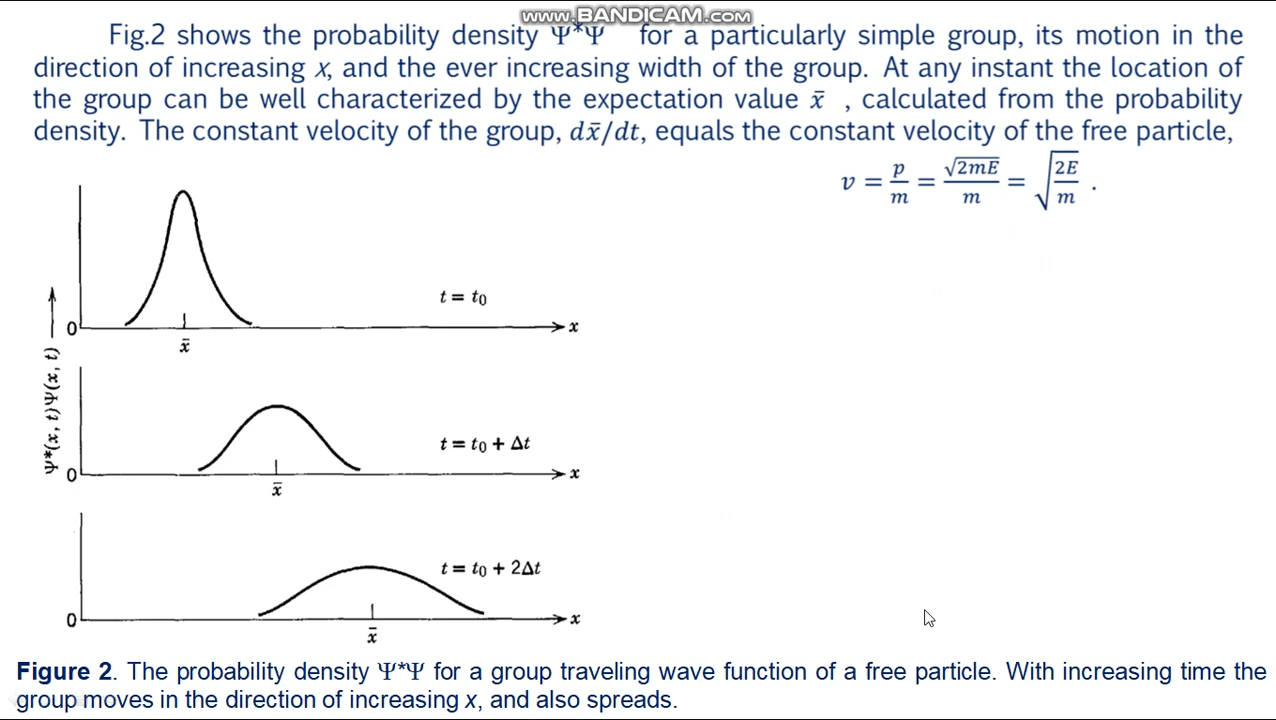 www.BANDICAM.com
Fig.2 shows the probability density Ψ*Ψ for a particularly simple group, its motion in the
direction of increasing x, and the ever increasing width of the group. At any instant the location of
the group can be well characterized by the expectation value x̄ , calculated from the probability
density. The constant velocity of the group, dx̄/dt, equals the constant velocity of the free particle,
v = p/m = √2mE/m = √(2E/m) .
Ψ*(x, t)Ψ(x, t) →
t = t₀
0
x
x̄
t = t₀ + Δt
0
x
x̄
t = t₀ + 2Δt
0
x
x̄
Figure 2. The probability density Ψ*Ψ for a group traveling wave function of a free particle. With increasing time the
group moves in the direction of increasing x, and also spreads.